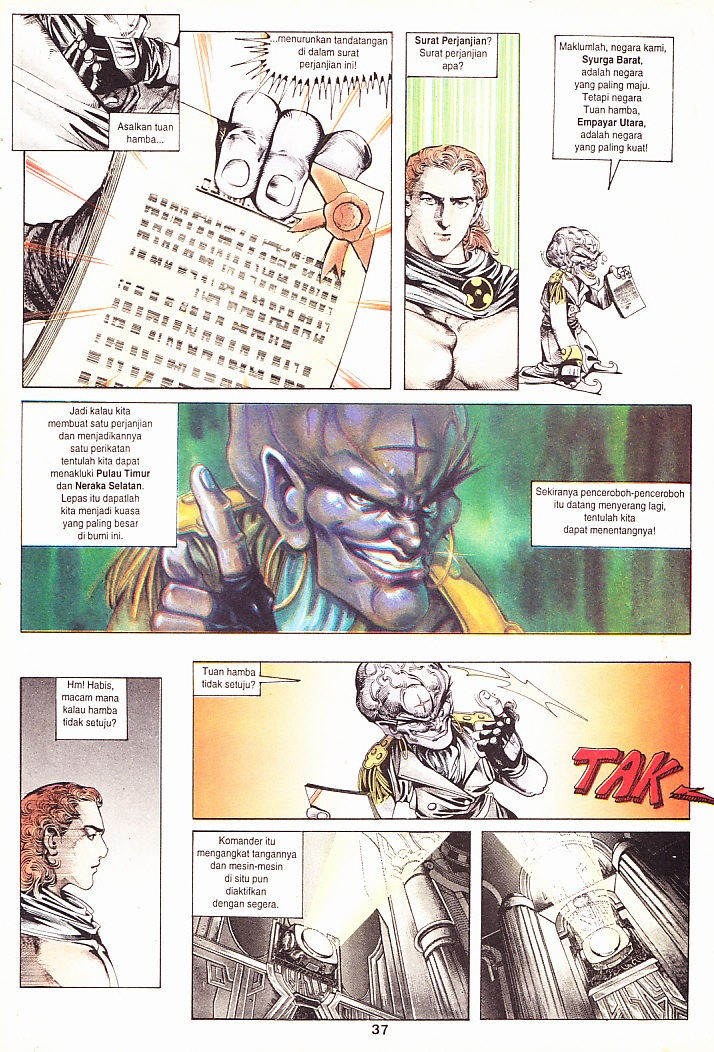 Asalkan tuan
hamba...
...menurunkan tandatangan
di dalam surat
perjanjian ini!
Surat Perjanjian?
Surat perjanjian
apa?
Maklumlah, negara kami,
Syurga Barat,
adalah negara
yang paling maju.
Tetapi negara
Tuan hamba,
Empayar Utara,
adalah negara
yang paling kuat!
Jadi kalau kita
membuat satu perjanjian
dan menjadikannya
satu perikatan
tentulah kita dapat
menakluki Pulau Timur
dan Neraka Selatan.
Lepas itu dapatlah
kita menjadi kuasa
yang paling besar
di bumi ini.
Sekiranya penceroboh-penceroboh
itu datang menyerang lagi,
tentulah kita
dapat menentangnya!
Hm! Habis,
macam mana
kalau hamba
tidak setuju?
Tuan hamba
tidak setuju?
TAK
Komander itu
mengangkat tangannya
dan mesin-mesin
di situ pun
diaktifkan
dengan segera.
37